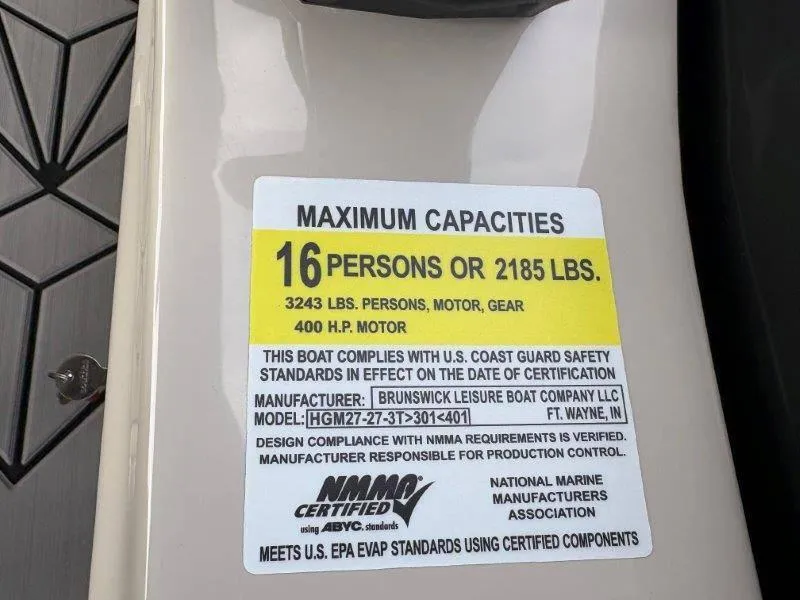 MAXIMUM CAPACITIES
16 PERSONS OR 2185 LBS.
3243 LBS. PERSONS, MOTOR, GEAR
400 H.P. MOTOR
THIS BOAT COMPLIES WITH U.S. COAST GUARD SAFETY
STANDARDS IN EFFECT ON THE DATE OF CERTIFICATION
MANUFACTURER: BRUNSWICK LEISURE BOAT COMPANY LLC
MODEL: HGM27-27-3T>301<401 FT. WAYNE, IN
DESIGN COMPLIANCE WITH NMMA REQUIREMENTS IS VERIFIED.
MANUFACTURER RESPONSIBLE FOR PRODUCTION CONTROL.
NMMA
CERTIFIED
using ABYC. standards
NATIONAL MARINE
MANUFACTURERS
ASSOCIATION
MEETS U.S. EPA EVAP STANDARDS USING CERTIFIED COMPONENTS